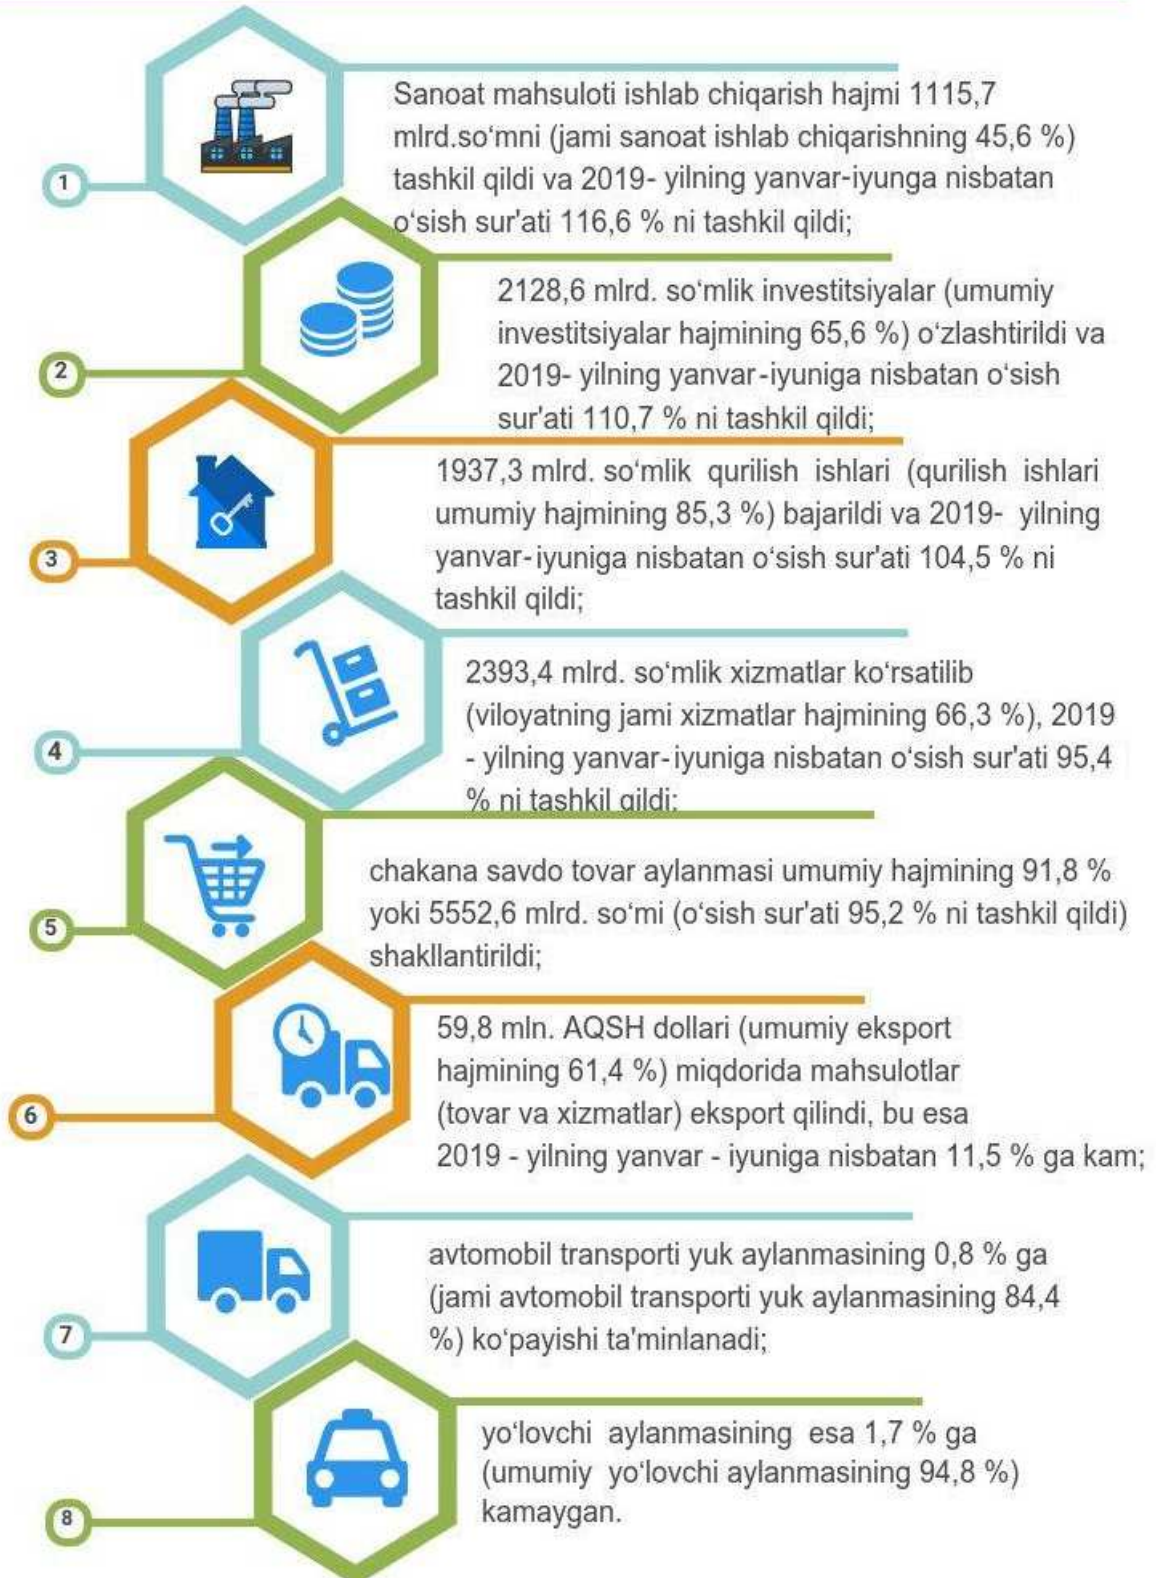 1
Sanoat mahsuloti ishlab chiqarish hajmi 1115,7
mlrd.so‘mni (jami sanoat ishlab chiqarishning 45,6 %)
tashkil qildi va 2019- yilning yanvar-iyunga nisbatan
o‘sish sur'ati 116,6 % ni tashkil qildi;
2
2128,6 mlrd. so‘mlik investitsiyalar (umumiy
investitsiyalar hajmining 65,6 %) o‘zlashtirildi va
2019- yilning yanvar-iyuniga nisbatan o‘sish
sur'ati 110,7 % ni tashkil qildi;
3
1937,3 mlrd. so‘mlik qurilish ishlari (qurilish ishlari
umumiy hajmining 85,3 %) bajarildi va 2019- yilning
yanvar-iyuniga nisbatan o‘sish sur'ati 104,5 % ni
tashkil qildi;
4
2393,4 mlrd. so‘mlik xizmatlar ko‘rsatilib
(viloyatning jami xizmatlar hajmining 66,3 %), 2019
- yilning yanvar-iyuniga nisbatan o‘sish sur'ati 95,4
% ni tashkil qildi;
5
chakana savdo tovar aylanmasi umumiy hajmining 91,8 %
yoki 5552,6 mlrd. so‘mi (o‘sish sur'ati 95,2 % ni tashkil qildi)
shakllantirildi;
6
59,8 mln. AQSH dollari (umumiy eksport
hajmining 61,4 %) miqdorida mahsulotlar
(tovar va xizmatlar) eksport qilindi, bu esa
2019 - yilning yanvar - iyuniga nisbatan 11,5 % ga kam;
7
avtomobil transporti yuk aylanmasining 0,8 % ga
(jami avtomobil transporti yuk aylanmasining 84,4
%) ko‘payishi ta'minlanadi;
8
yo‘lovchi aylanmasining esa 1,7 % ga
(umumiy yo‘lovchi aylanmasining 94,8 %)
kamaygan.